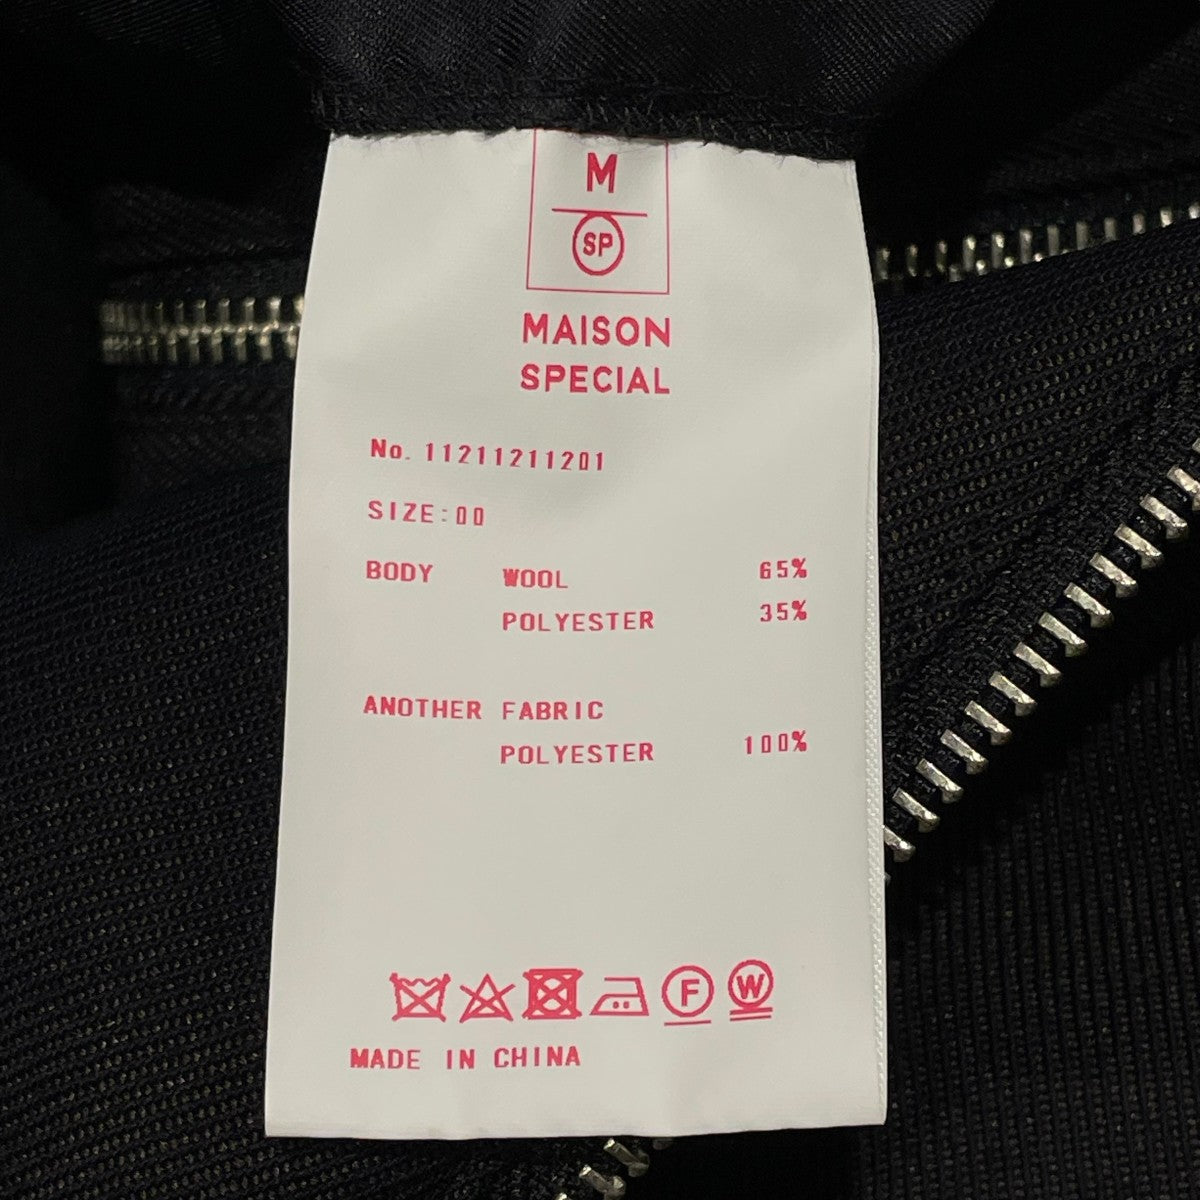 M
SP
MAISON
SPECIAL
No. 11211211201
SIZE:00
BODY WOOL 65%
POLYESTER 35%
ANOTHER FABRIC
POLYESTER 100%
F W
MADE IN CHINA